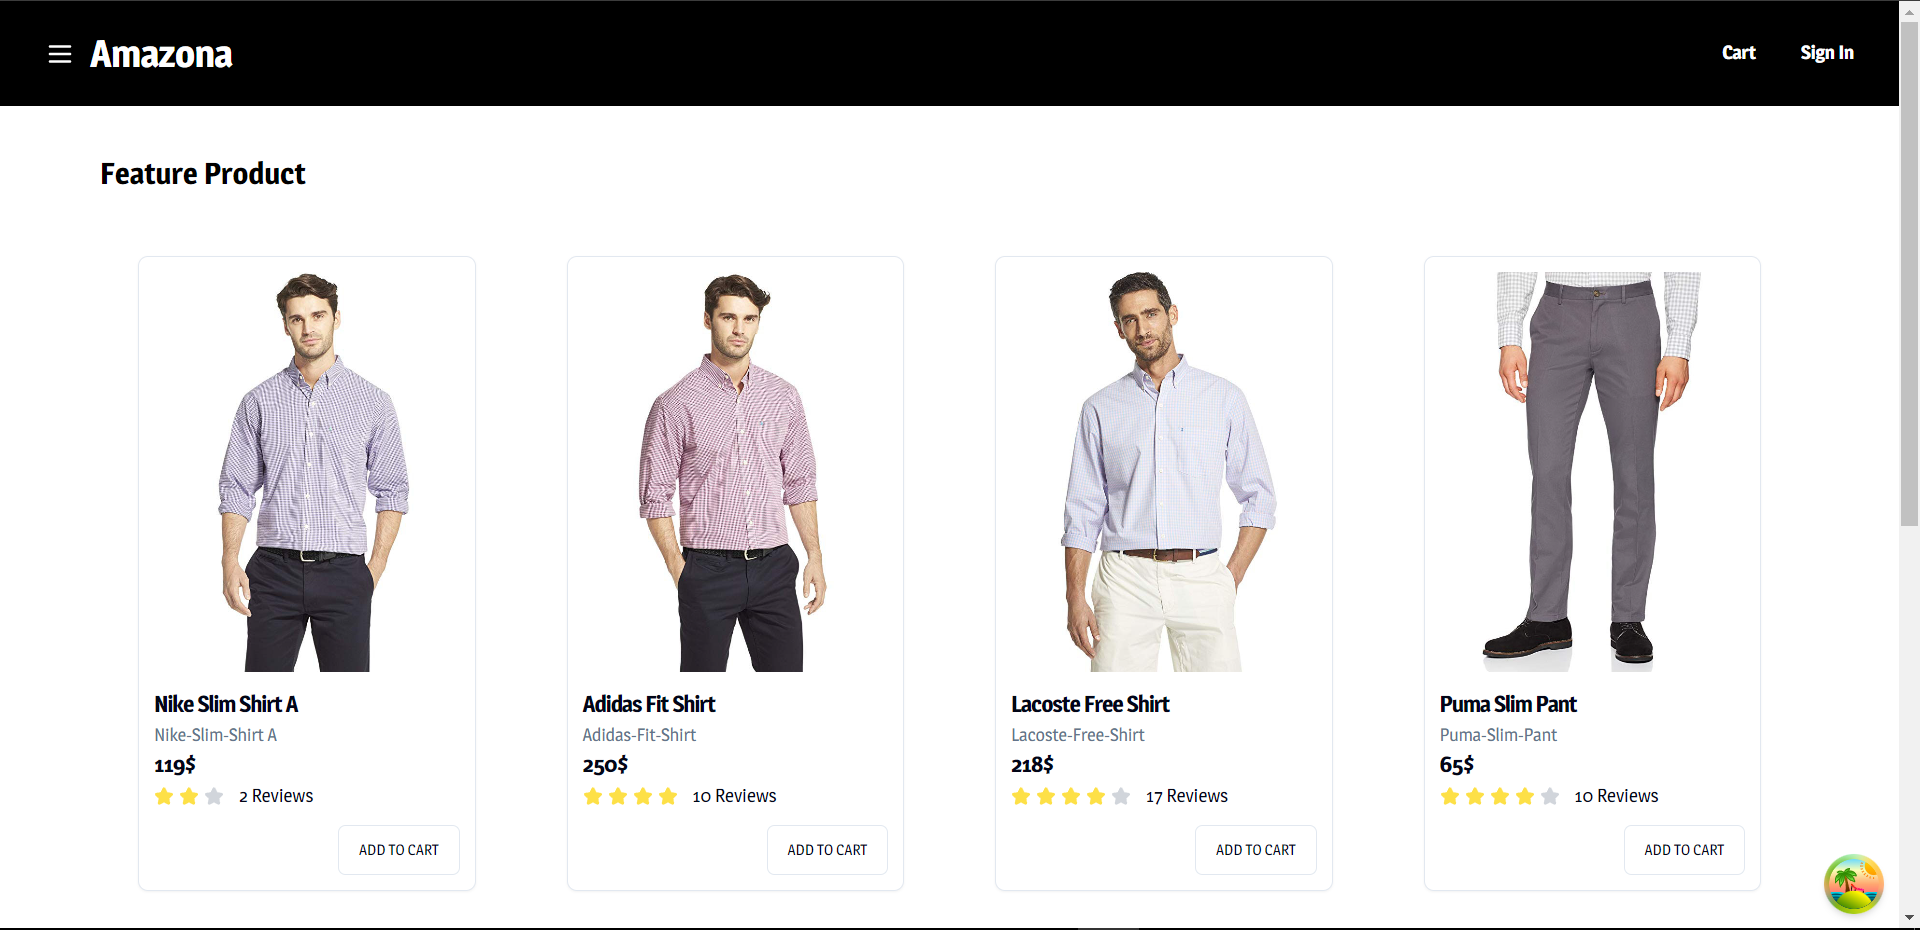 Amazona
Cart
Sign In
Feature Product
Nike Slim Shirt A
Nike-Slim-Shirt A
119$
2 Reviews
ADD TO CART
Adidas Fit Shirt
Adidas-Fit-Shirt
250$
10 Reviews
ADD TO CART
Lacoste Free Shirt
Lacoste-Free-Shirt
218$
17 Reviews
ADD TO CART
Puma Slim Pant
Puma-Slim-Pant
65$
10 Reviews
ADD TO CART